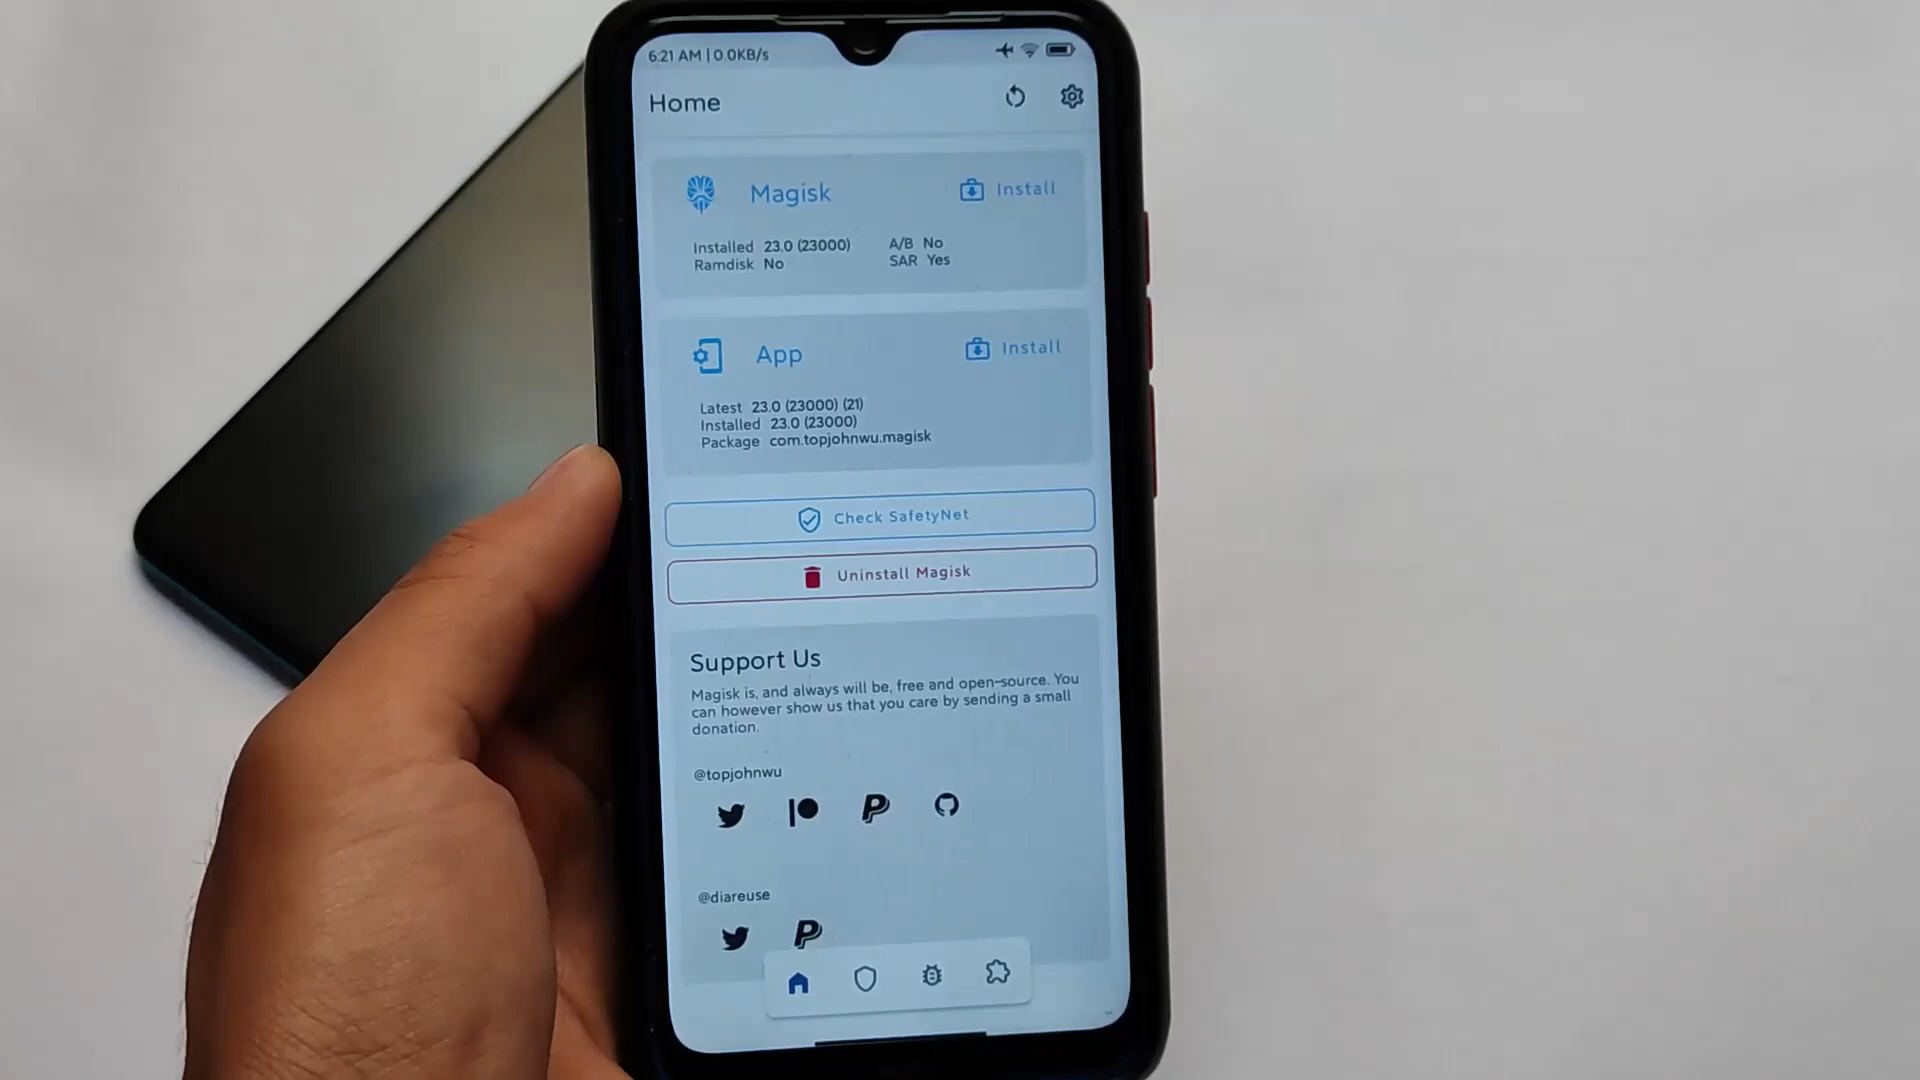 6:21 AM | 0.0KB/s
Home
Magisk
Install
Installed 23.0 (23000)
A/B No
Ramdisk No
SAR Yes
App
Install
Latest 23.0 (23000) (21)
Installed 23.0 (23000)
Package com.topjohnwu.magisk
Check SafetyNet
Uninstall Magisk
Support Us
Magisk is, and always will be, free and open-source. You
can however show us that you care by sending a small
donation.
@topjohnwu
@diareuse